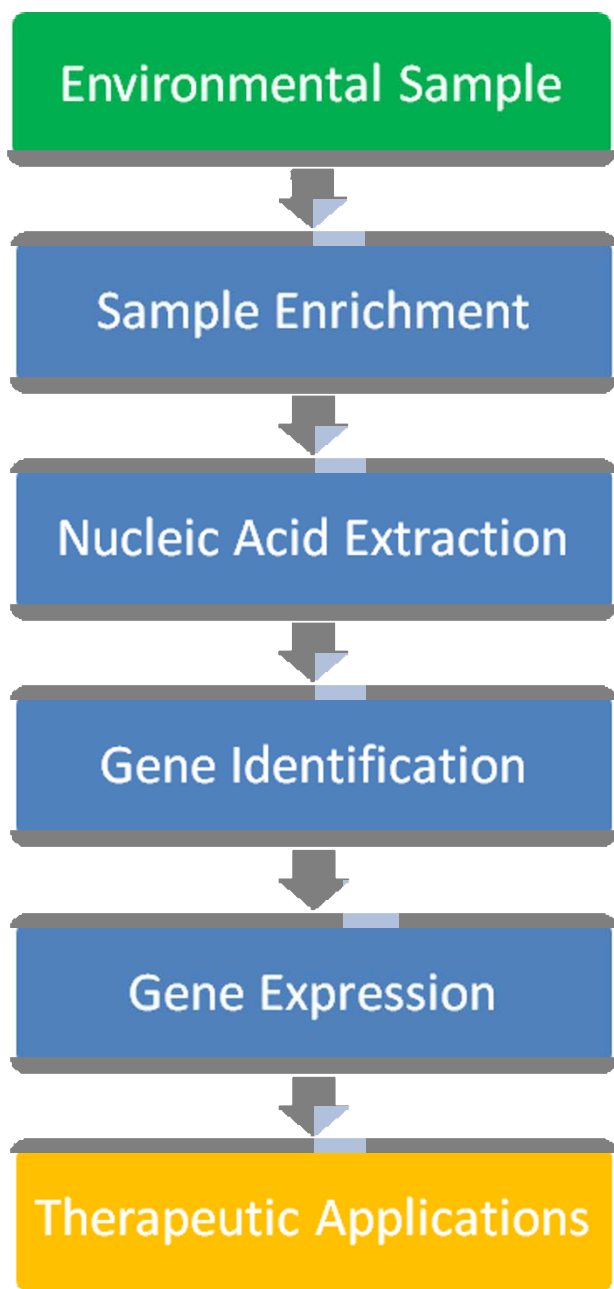 Environmental Sample
Sample Enrichment
Nucleic Acid Extraction
Gene Identification
Gene Expression
Therapeutic Applications